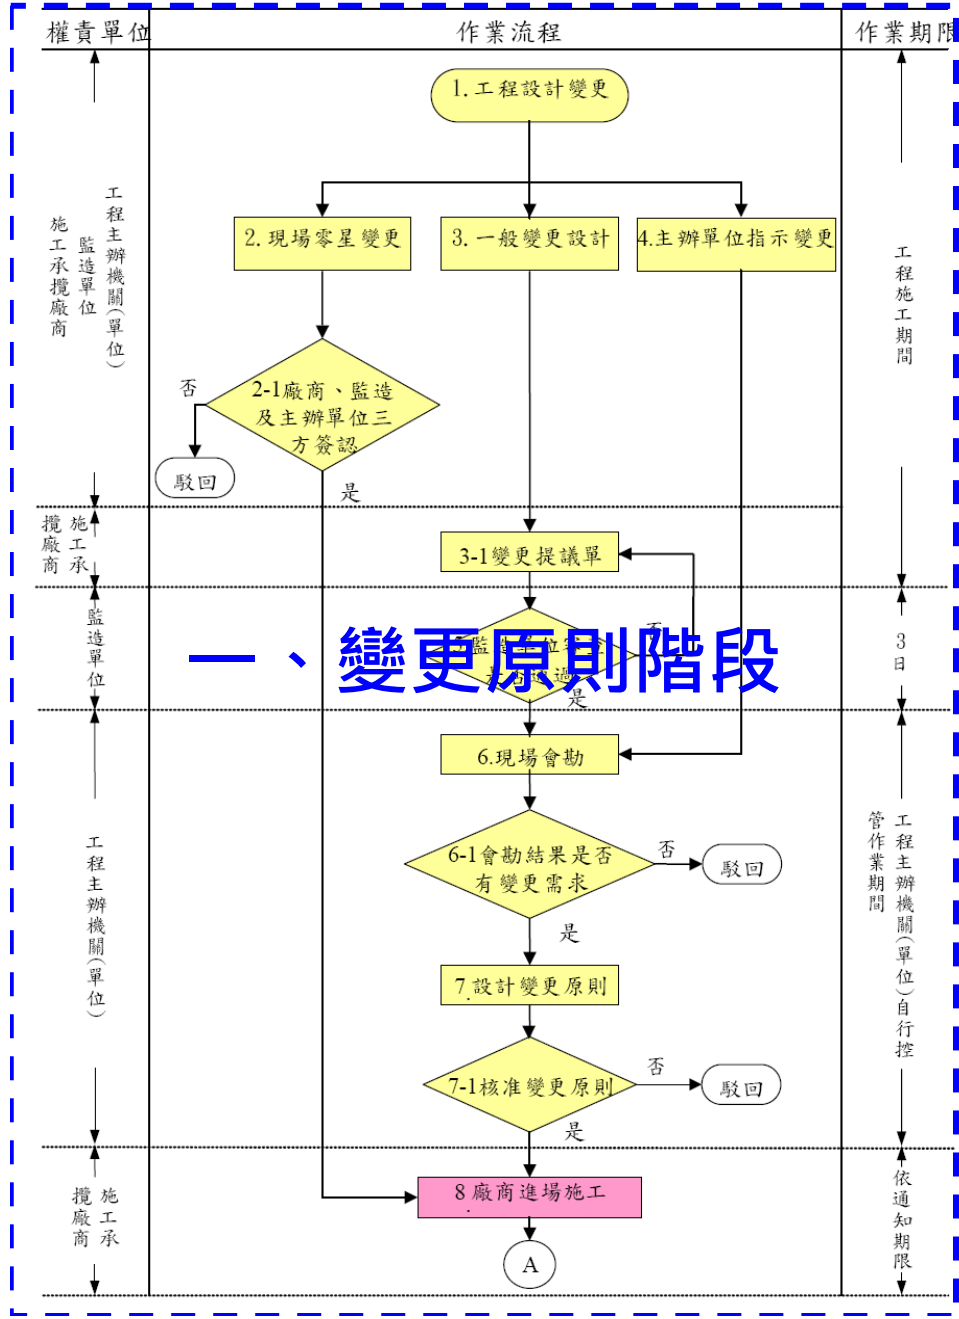 權責單位
作業流程
作業期限
1.工程設計變更
2.現場零星變更
3.一般變更設計
4.主辦單位指示變更
工程主辦機關(單位)
監造單位
施工承攬廠商
工程施工期間
2-1廠商、監造
及主辦單位三
方簽認
否
駁回
是
施工承
攬廠商
3-1變更提議單
監造單位
3日
一、變更原則階段
否
是
6.現場會勘
工程主辦機關(單位)
工程主辦機關(單位)自行控
管作業期間
6-1會勘結果是否
有變更需求
否
駁回
是
7.設計變更原則
7-1核准變更原則
否
駁回
是
施工承
攬廠商
8.廠商進場施工
依通知期限
A